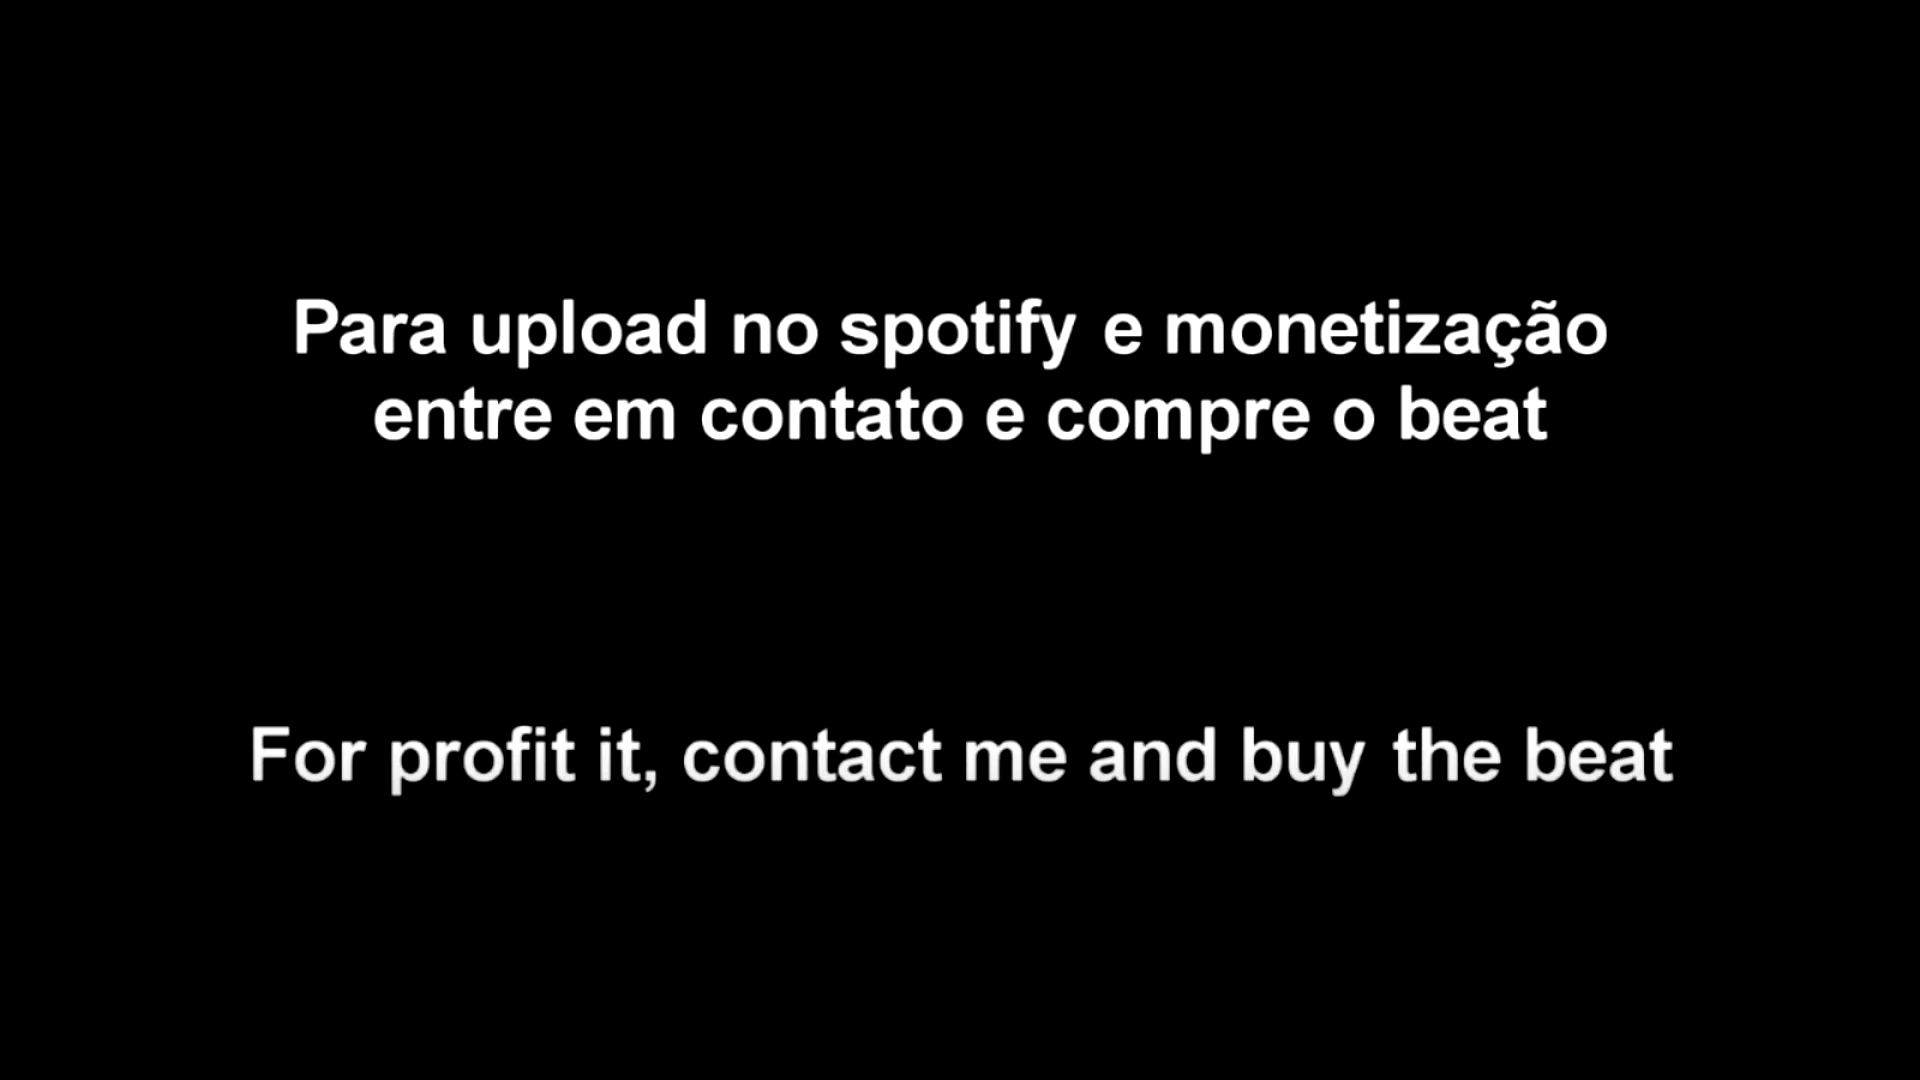 Para upload no spotify e monetização
entre em contato e compre o beat
For profit it, contact me and buy the beat